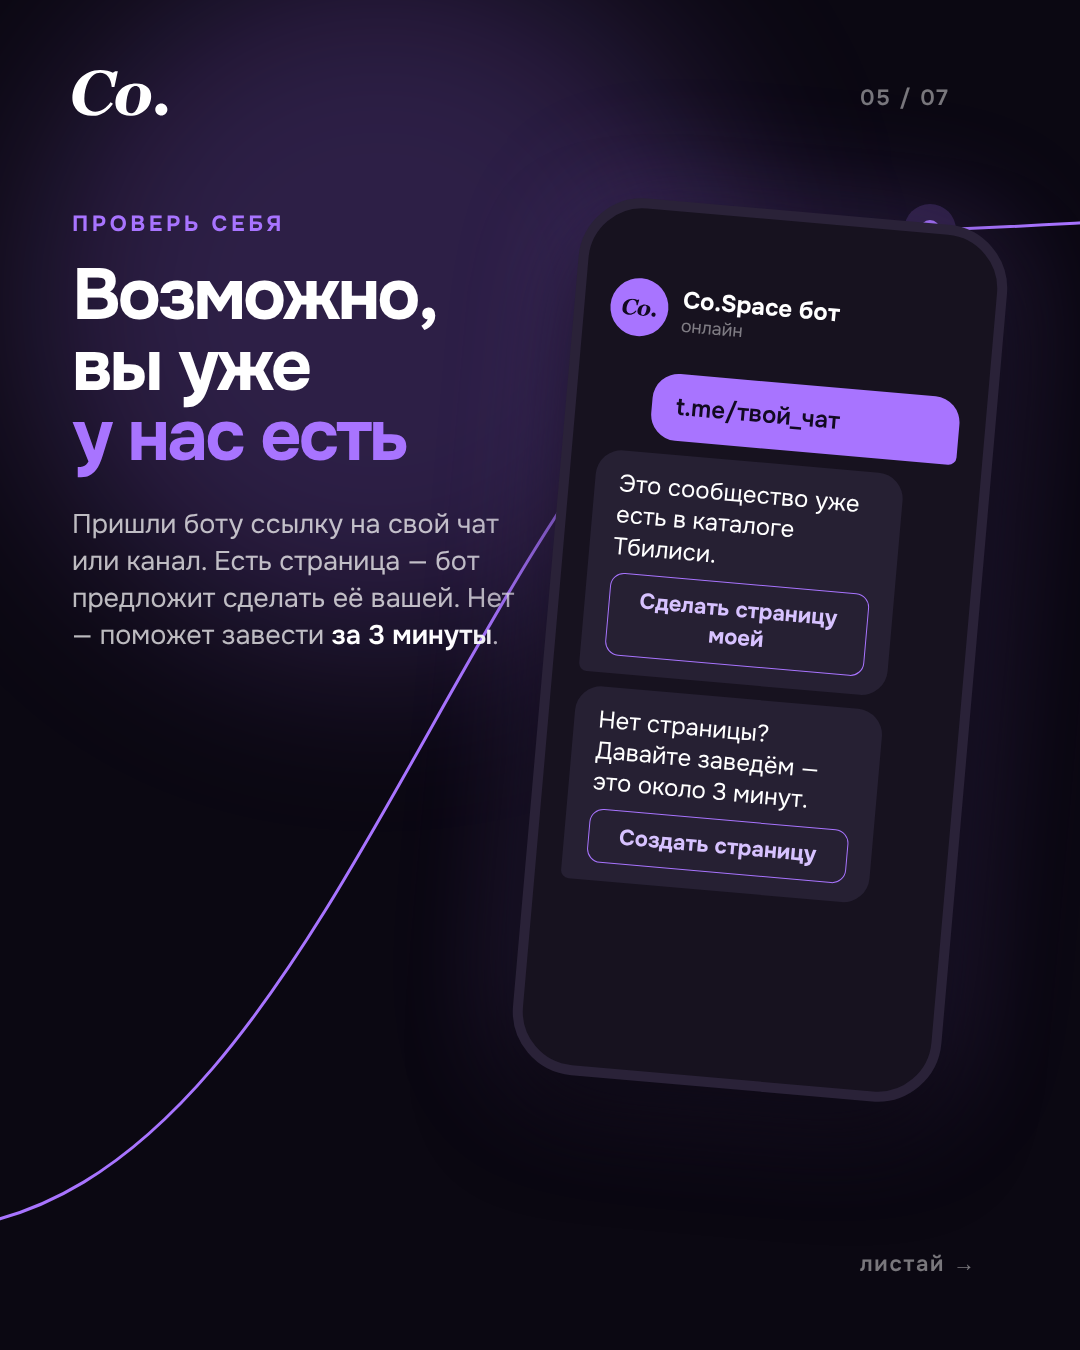 Co.
05 / 07
ПРОВЕРЬ СЕБЯ
Возможно,
вы уже
у нас есть
Пришли боту ссылку на свой чат
или канал. Есть страница — бот
предложит сделать её вашей. Нет
— поможет завести за 3 минуты.
Co.
Co.Space бот
онлайн
t.me/твой_чат
Это сообщество уже
есть в каталоге
Тбилиси.
Сделать страницу
моей
Нет страницы?
Давайте заведём —
это около 3 минут.
Создать страницу
листай →